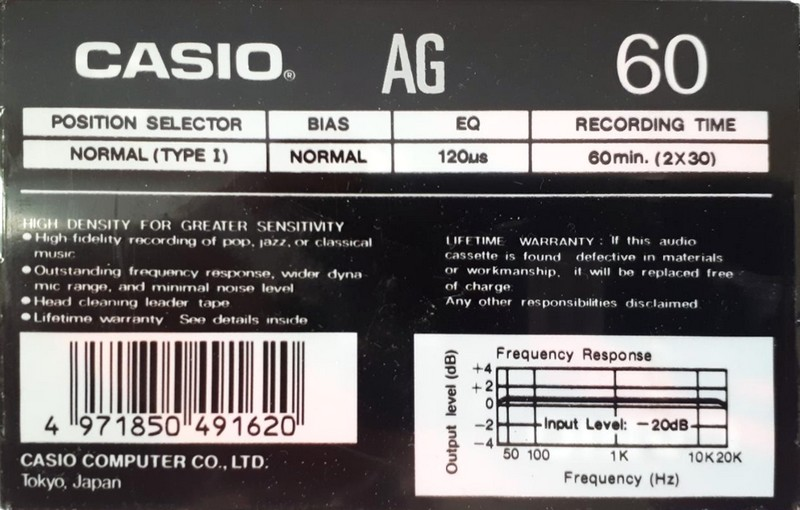 CASIO® AG 60
POSITION SELECTOR BIAS EQ RECORDING TIME
NORMAL (TYPE I) NORMAL 120μs 60min. (2X30)
HIGH DENSITY FOR GREATER SENSITIVITY
● High fidelity recording of pop, jazz, or classical
music
● Outstanding frequency response, wider dyna-
mic range, and minimal noise level
● Head cleaning leader tape
● Lifetime warranty See details inside
LIFETIME WARRANTY : If this audio
cassette is found defective in materials
or workmanship, it will be replaced free
of charge
Any other responsibilities disclaimed
4 971850 491620
CASIO COMPUTER CO., LTD.
Tokyo, Japan
Frequency Response
Output level (dB)
+4
+2
0
-2
-4
Input Level: -20dB
50 100 1K 10K 20K
Frequency (Hz)